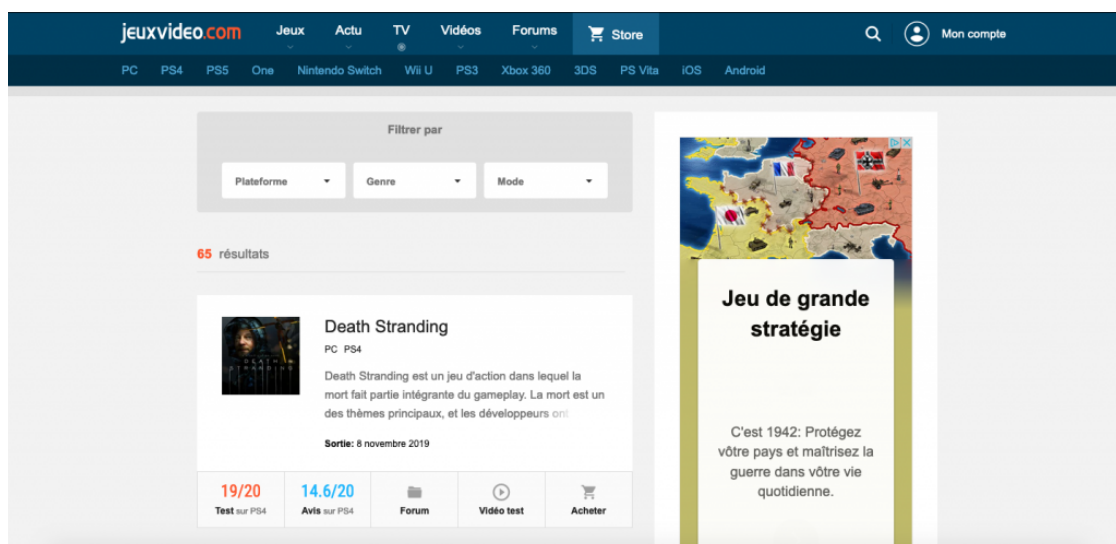 jeuxvideo.com Jeux Actu TV Vidéos Forums Store Mon compte
PC PS4 PS5 One Nintendo Switch Wii U PS3 Xbox 360 3DS PS Vita iOS Android
Filtrer par
Plateforme Genre Mode
65 résultats
Death Stranding
PC PS4
DEATH
STRANDING
Death Stranding est un jeu d'action dans lequel la
mort fait partie intégrante du gameplay. La mort est un
des thèmes principaux, et les développeurs ont
Sortie: 8 novembre 2019
19/20 14.6/20
Test sur PS4 Avis sur PS4 Forum Vidéo test Acheter
Jeu de grande
stratégie
C'est 1942: Protégez
vôtre pays et maîtrisez la
guerre dans vôtre vie
quotidienne.